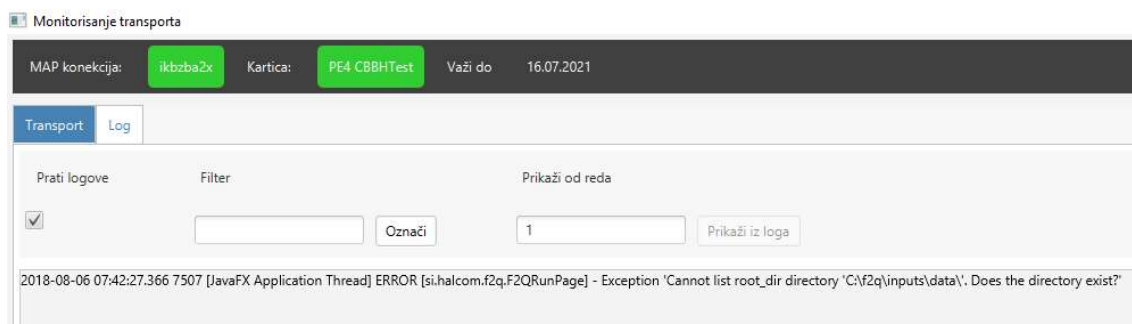 Monitorisanje transporta
MAP konekcija: ikbzba2x Kartica: PE4 CBBHTest Važi do 16.07.2021
Transport Log
Prati logove Filter Prikaži od reda
Označi 1 Prikaži iz loga
2018-08-06 07:42:27.366 7507 [JavaFX Application Thread] ERROR [si.halcom.f2q.F2QRunPage] - Exception 'Cannot list root_dir directory 'C:\f2q\inputs\data\'. Does the directory exist?'